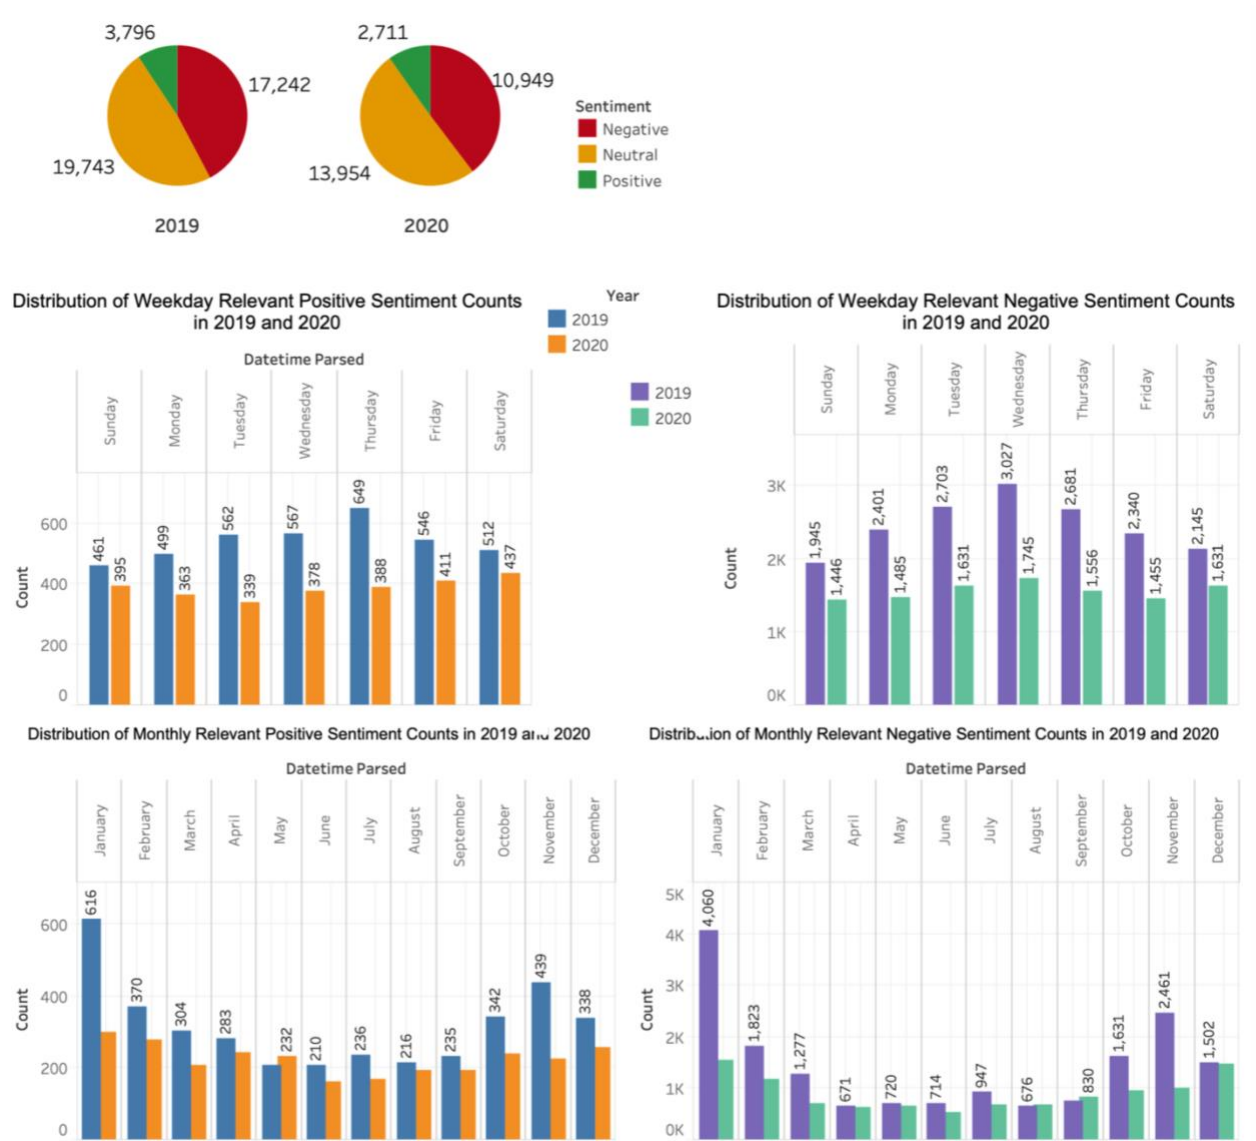 3,796
2,711
17,242
10,949
19,743
13,954
2019
2020
Sentiment
Negative
Neutral
Positive
Distribution of Weekday Relevant Positive Sentiment Counts
in 2019 and 2020
Datetime Parsed
Sunday
Monday
Tuesday
Wednesday
Thursday
Friday
Saturday
Count
600
400
200
0
461
395
499
363
562
339
567
378
649
388
546
411
512
437
Year
2019
2020
2019
2020
Distribution of Weekday Relevant Negative Sentiment Counts
in 2019 and 2020
Sunday
Monday
Tuesday
Wednesday
Thursday
Friday
Saturday
Count
3K
2K
1K
0K
1,945
1,446
2,401
1,485
2,703
1,631
3,027
1,745
2,681
1,556
2,340
1,455
2,145
1,631
Distribution of Monthly Relevant Positive Sentiment Counts in 2019 and 2020
Datetime Parsed
January
February
March
April
May
June
July
August
September
October
November
December
Count
600
400
200
0
616
370
304
283
232
210
236
216
235
342
439
338
Distribution of Monthly Relevant Negative Sentiment Counts in 2019 and 2020
Datetime Parsed
January
February
March
April
May
June
July
August
September
October
November
December
Count
5K
4K
3K
2K
1K
0K
4,060
1,823
1,277
671
720
714
947
676
830
1,631
2,461
1,502